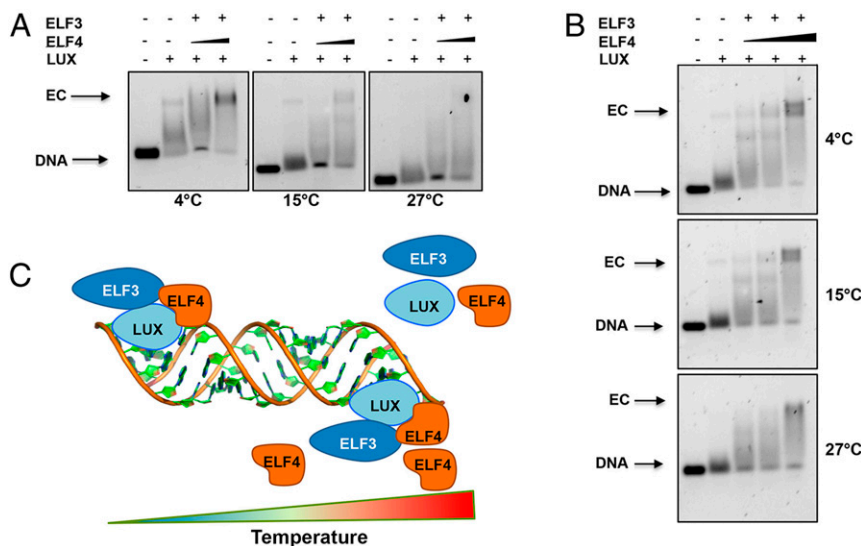 A
ELF3 + +
ELF4 - -
LUX - + + + - + + + - + + +
EC
DNA
4°C 15°C 27°C
B
ELF3 - - + + +
ELF4 - -
LUX - + + + +
EC
DNA
4°C
EC
DNA
15°C
EC
DNA
27°C
C
ELF3
ELF4
LUX
ELF3
LUX
ELF4
LUX
ELF3
ELF4
ELF4
ELF4
Temperature